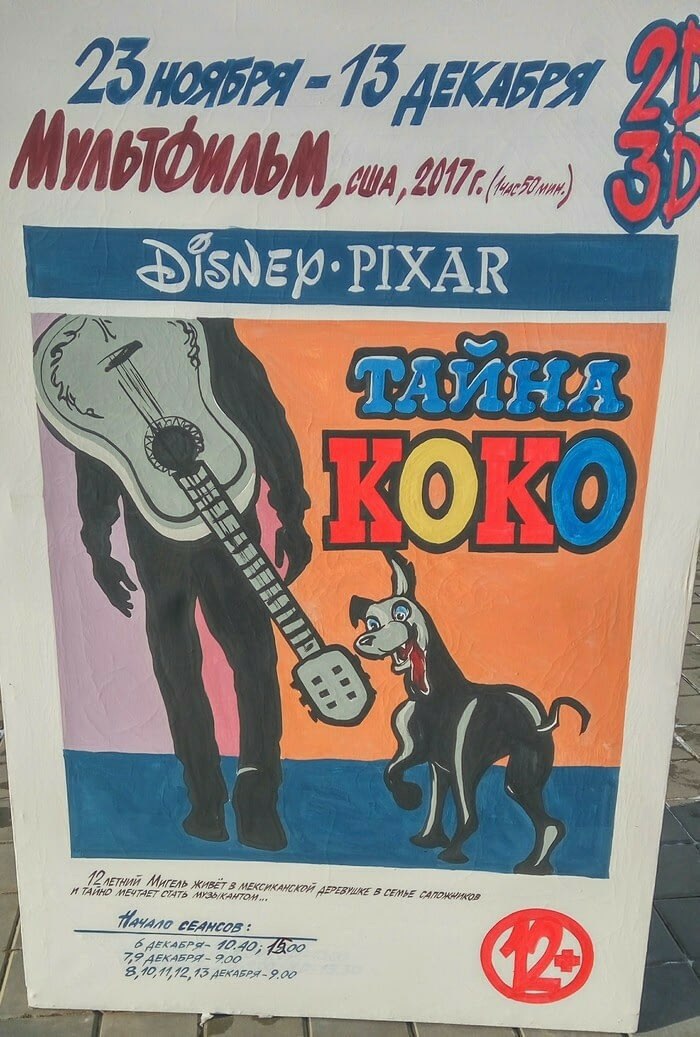 23 НОЯБРЯ - 13 ДЕКАБРЯ
2D
3D
МУЛЬТФИЛЬМ, США, 2017 г. (1 час 50 мин.)
DISNEY · PIXAR
ТАЙНА
КОКО
12 ЛЕТНИЙ МИГЕЛЬ ЖИВЁТ В МЕКСИКАНСКОЙ ДЕРЕВУШКЕ В СЕМЬЕ САПОЖНИКОВ
И ТАЙНО МЕЧТАЕТ СТАТЬ МУЗЫКАНТОМ...
НАЧАЛО СЕАНСОВ:
6 ДЕКАБРЯ - 10.40; 15.00
7,9 ДЕКАБРЯ - 9.00
8,10,11,12,13 ДЕКАБРЯ - 9.00
12+